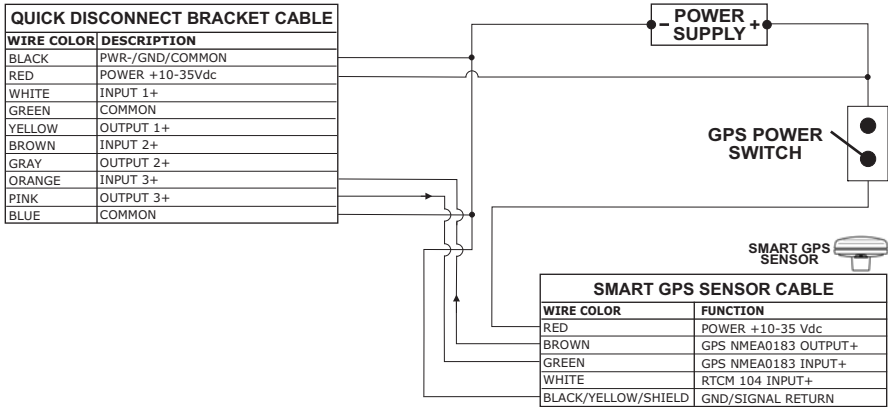 QUICK DISCONNECT BRACKET CABLE
WIRE COLOR DESCRIPTION
BLACK PWR-/GND/COMMON
RED POWER +10-35Vdc
WHITE INPUT 1+
GREEN COMMON
YELLOW OUTPUT 1+
BROWN INPUT 2+
GRAY OUTPUT 2+
ORANGE INPUT 3+
PINK OUTPUT 3+
BLUE COMMON
- POWER SUPPLY +
GPS POWER
SWITCH
SMART GPS
SENSOR
SMART GPS SENSOR CABLE
WIRE COLOR FUNCTION
RED POWER +10-35 Vdc
BROWN GPS NMEA0183 OUTPUT+
GREEN GPS NMEA0183 INPUT+
WHITE RTCM 104 INPUT+
BLACK/YELLOW/SHIELD GND/SIGNAL RETURN